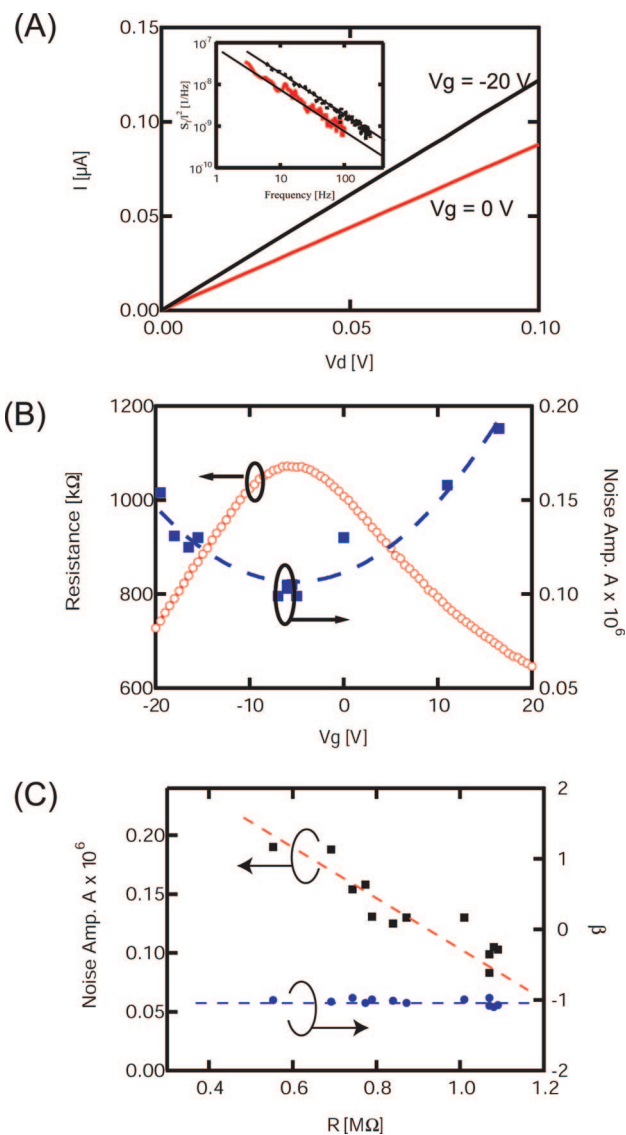 (A)
0.15
0.10
0.05
0.00
I [µA]
10⁻⁷
10⁻⁸
10⁻⁹
10⁻¹⁰
S_I/I² [1/Hz]
1
10
100
Frequency [Hz]
Vg = -20 V
Vg = 0 V
0.00
0.05
0.10
Vd [V]
(B)
1200
1000
800
600
Resistance [kΩ]
0.20
0.15
0.10
0.05
Noise Amp. A x 10⁶
-20
-10
0
10
20
Vg [V]
(C)
0.20
0.15
0.10
0.05
0.00
Noise Amp. A x 10⁶
2
1
0
-1
-2
β
0.4
0.6
0.8
1.0
1.2
R [MΩ]